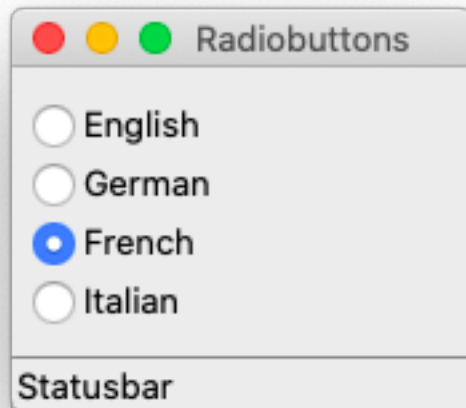 Radiobuttons
English
German
French
Italian
Statusbar